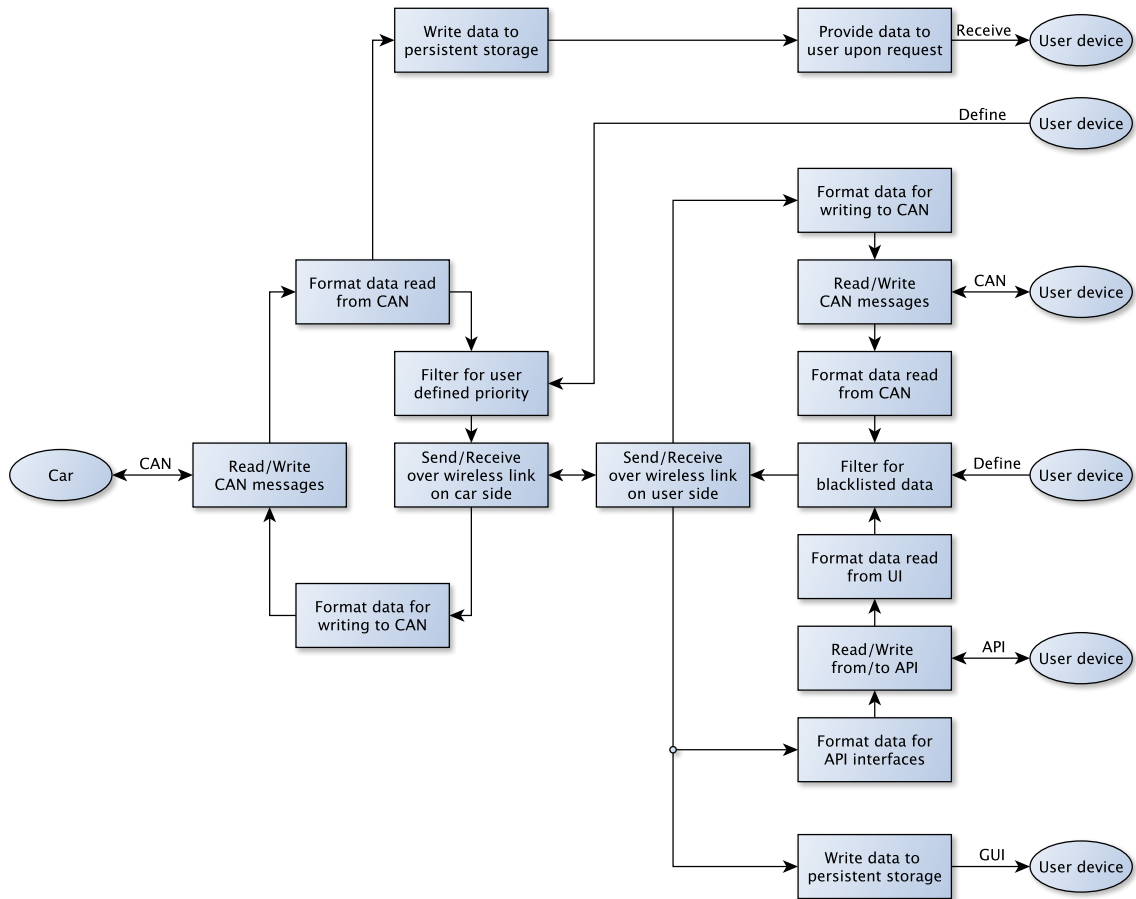 Write data to
persistent storage
Provide data to
user upon request
Receive
User device
Define
User device
Format data for
writing to CAN
Format data read
from CAN
Read/Write
CAN messages
CAN
User device
Filter for user
defined priority
Format data read
from CAN
Car
CAN
Read/Write
CAN messages
Send/Receive
over wireless link
on car side
Send/Receive
over wireless link
on user side
Filter for
blacklisted data
Define
User device
Format data read
from UI
Format data for
writing to CAN
Read/Write
from/to API
API
User device
Format data for
API interfaces
Write data to
persistent storage
GUI
User device